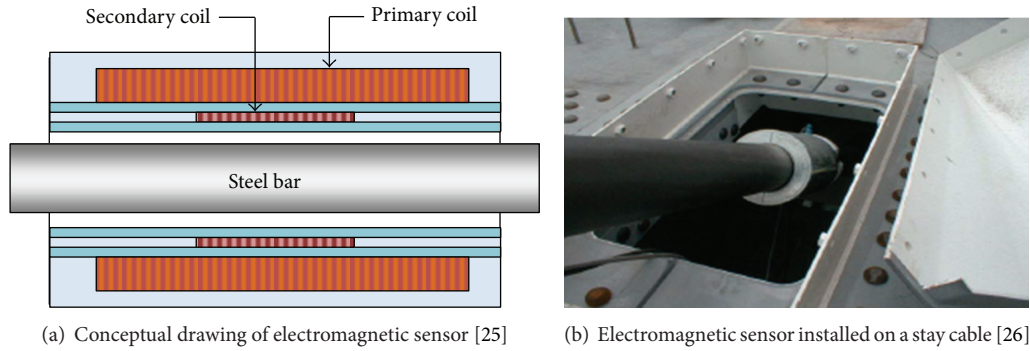 Secondary coil
Primary coil
Steel bar
(a) Conceptual drawing of electromagnetic sensor [25]
(b) Electromagnetic sensor installed on a stay cable [26]